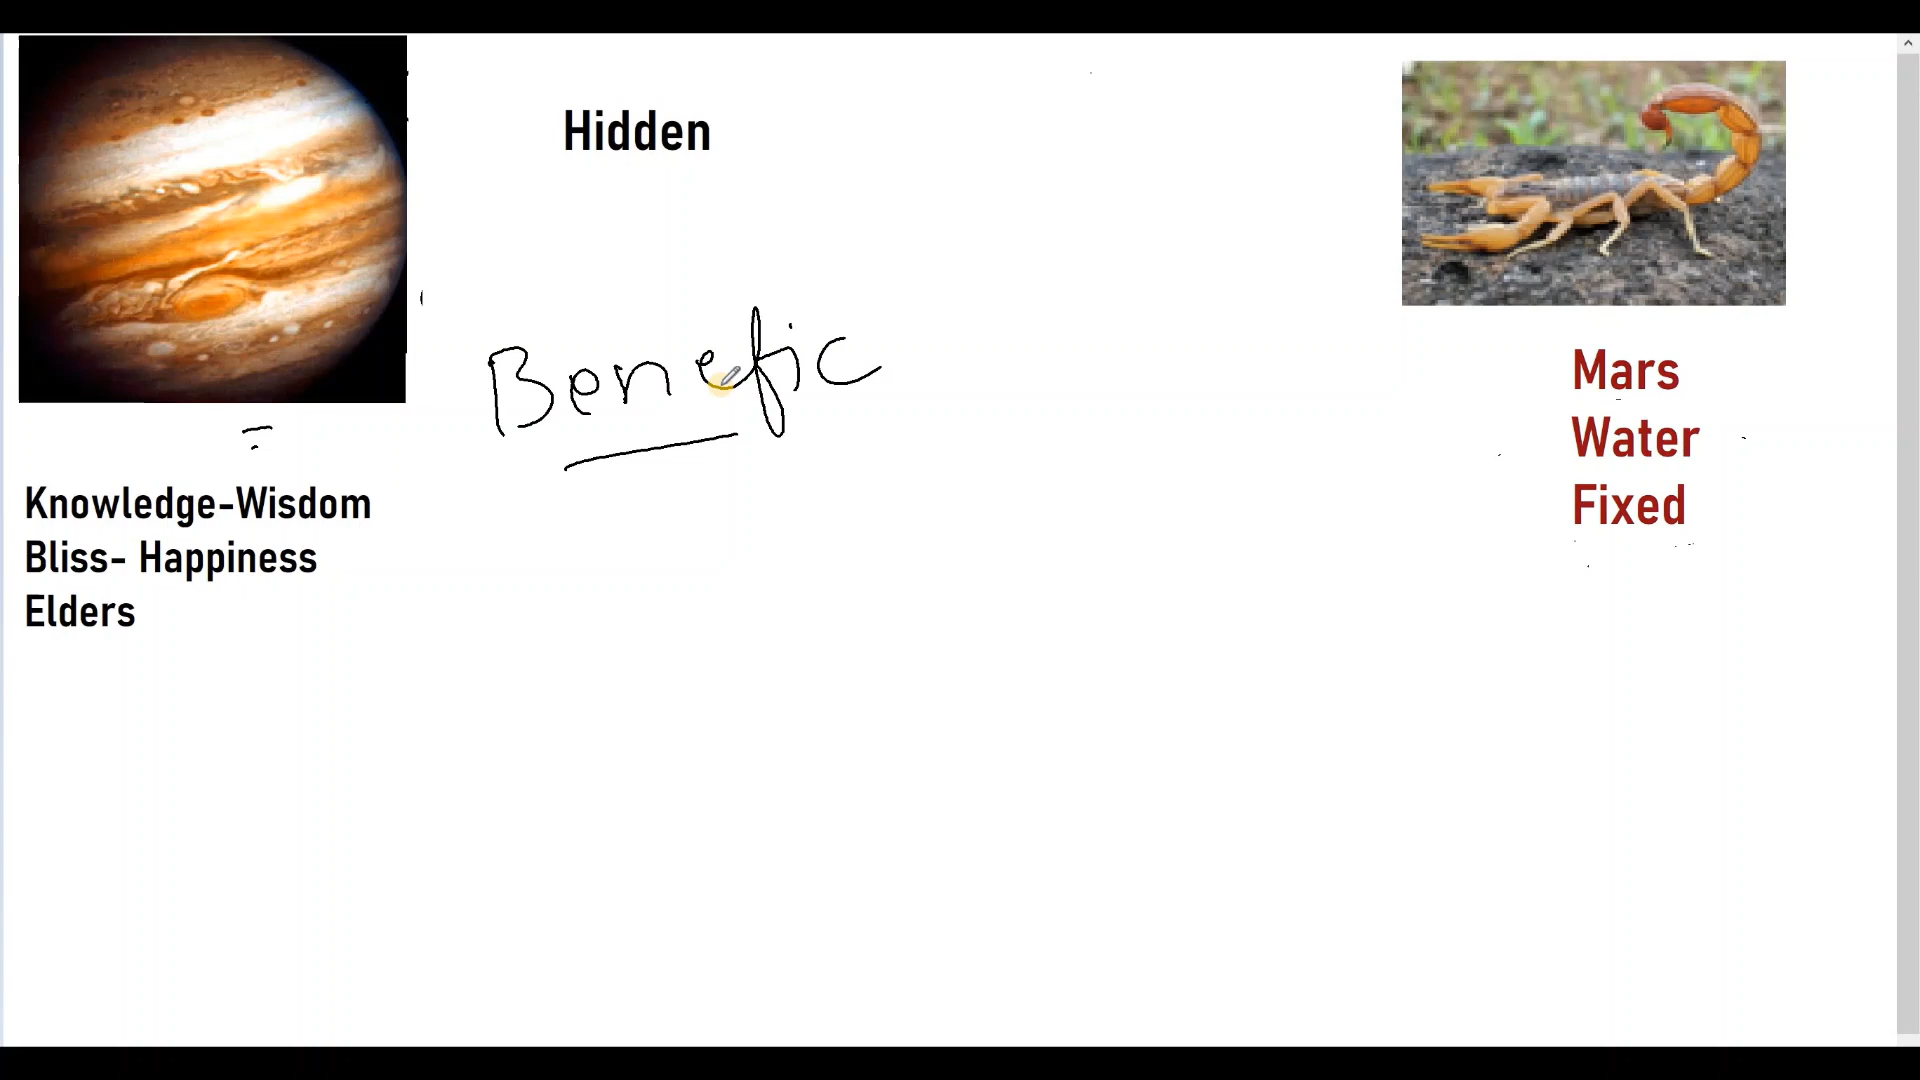 Hidden
Benefic
Knowledge-Wisdom
Bliss- Happiness
Elders
Mars
Water
Fixed